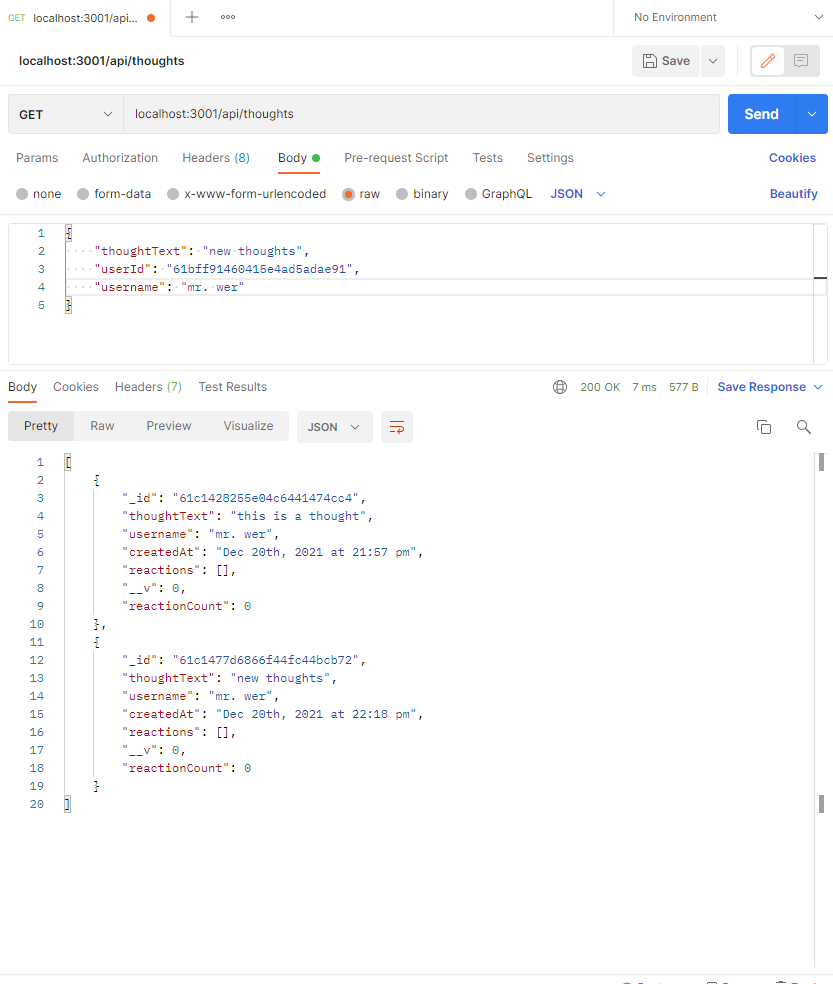 GET localhost:3001/api... No Environment
localhost:3001/api/thoughts Save
GET localhost:3001/api/thoughts Send
Params Authorization Headers (8) Body Pre-request Script Tests Settings Cookies
none form-data x-www-form-urlencoded raw binary GraphQL JSON Beautify
1 {
2 "thoughtText": "new thoughts",
3 "userId": "61bff91460415e4ad5adae91",
4 "username": "mr. wer"
5 }
Body Cookies Headers (7) Test Results 200 OK 7 ms 577 B Save Response
Pretty Raw Preview Visualize JSON
1 [
2 {
3 "_id": "61c1428255e04c6441474cc4",
4 "thoughtText": "this is a thought",
5 "username": "mr. wer",
6 "createdAt": "Dec 20th, 2021 at 21:57 pm",
7 "reactions": [],
8 "__v": 0,
9 "reactionCount": 0
10 },
11 {
12 "_id": "61c1477d6866f44fc44bcb72",
13 "thoughtText": "new thoughts",
14 "username": "mr. wer",
15 "createdAt": "Dec 20th, 2021 at 22:18 pm",
16 "reactions": [],
17 "__v": 0,
18 "reactionCount": 0
19 }
20 ]